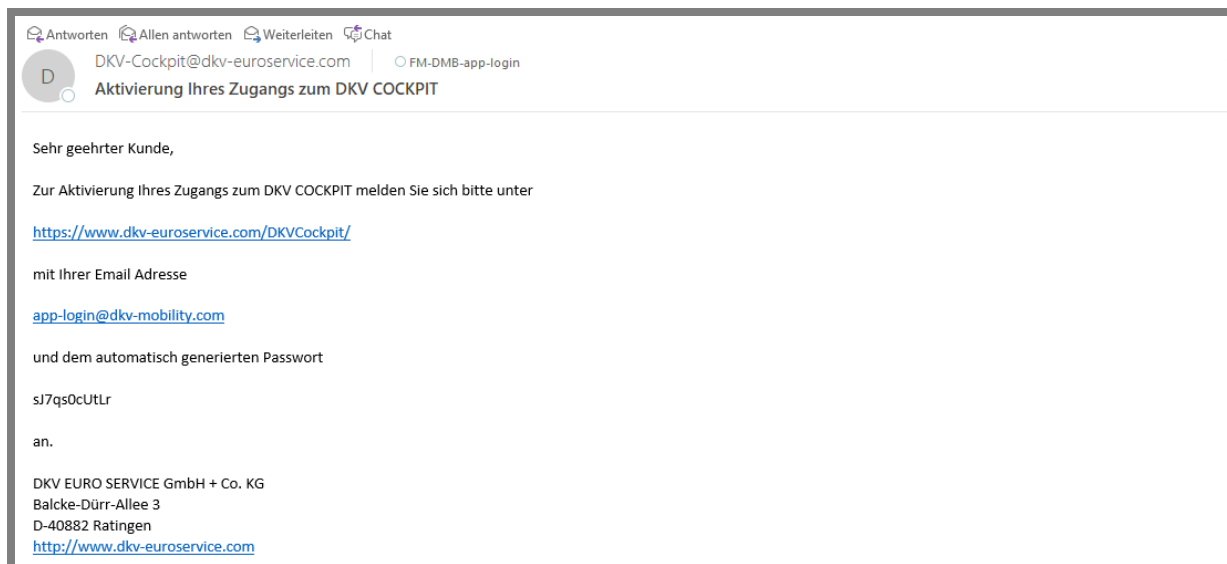 Antworten Allen antworten Weiterleiten Chat
D
DKV-Cockpit@dkv-euroservice.com FM-DMB-app-login
Aktivierung Ihres Zugangs zum DKV COCKPIT
Sehr geehrter Kunde,
Zur Aktivierung Ihres Zugangs zum DKV COCKPIT melden Sie sich bitte unter
https://www.dkv-euroservice.com/DKVCockpit/
mit Ihrer Email Adresse
app-login@dkv-mobility.com
und dem automatisch generierten Passwort
sJ7qs0cUtLr
an.
DKV EURO SERVICE GmbH + Co. KG
Balcke-Dürr-Allee 3
D-40882 Ratingen
http://www.dkv-euroservice.com